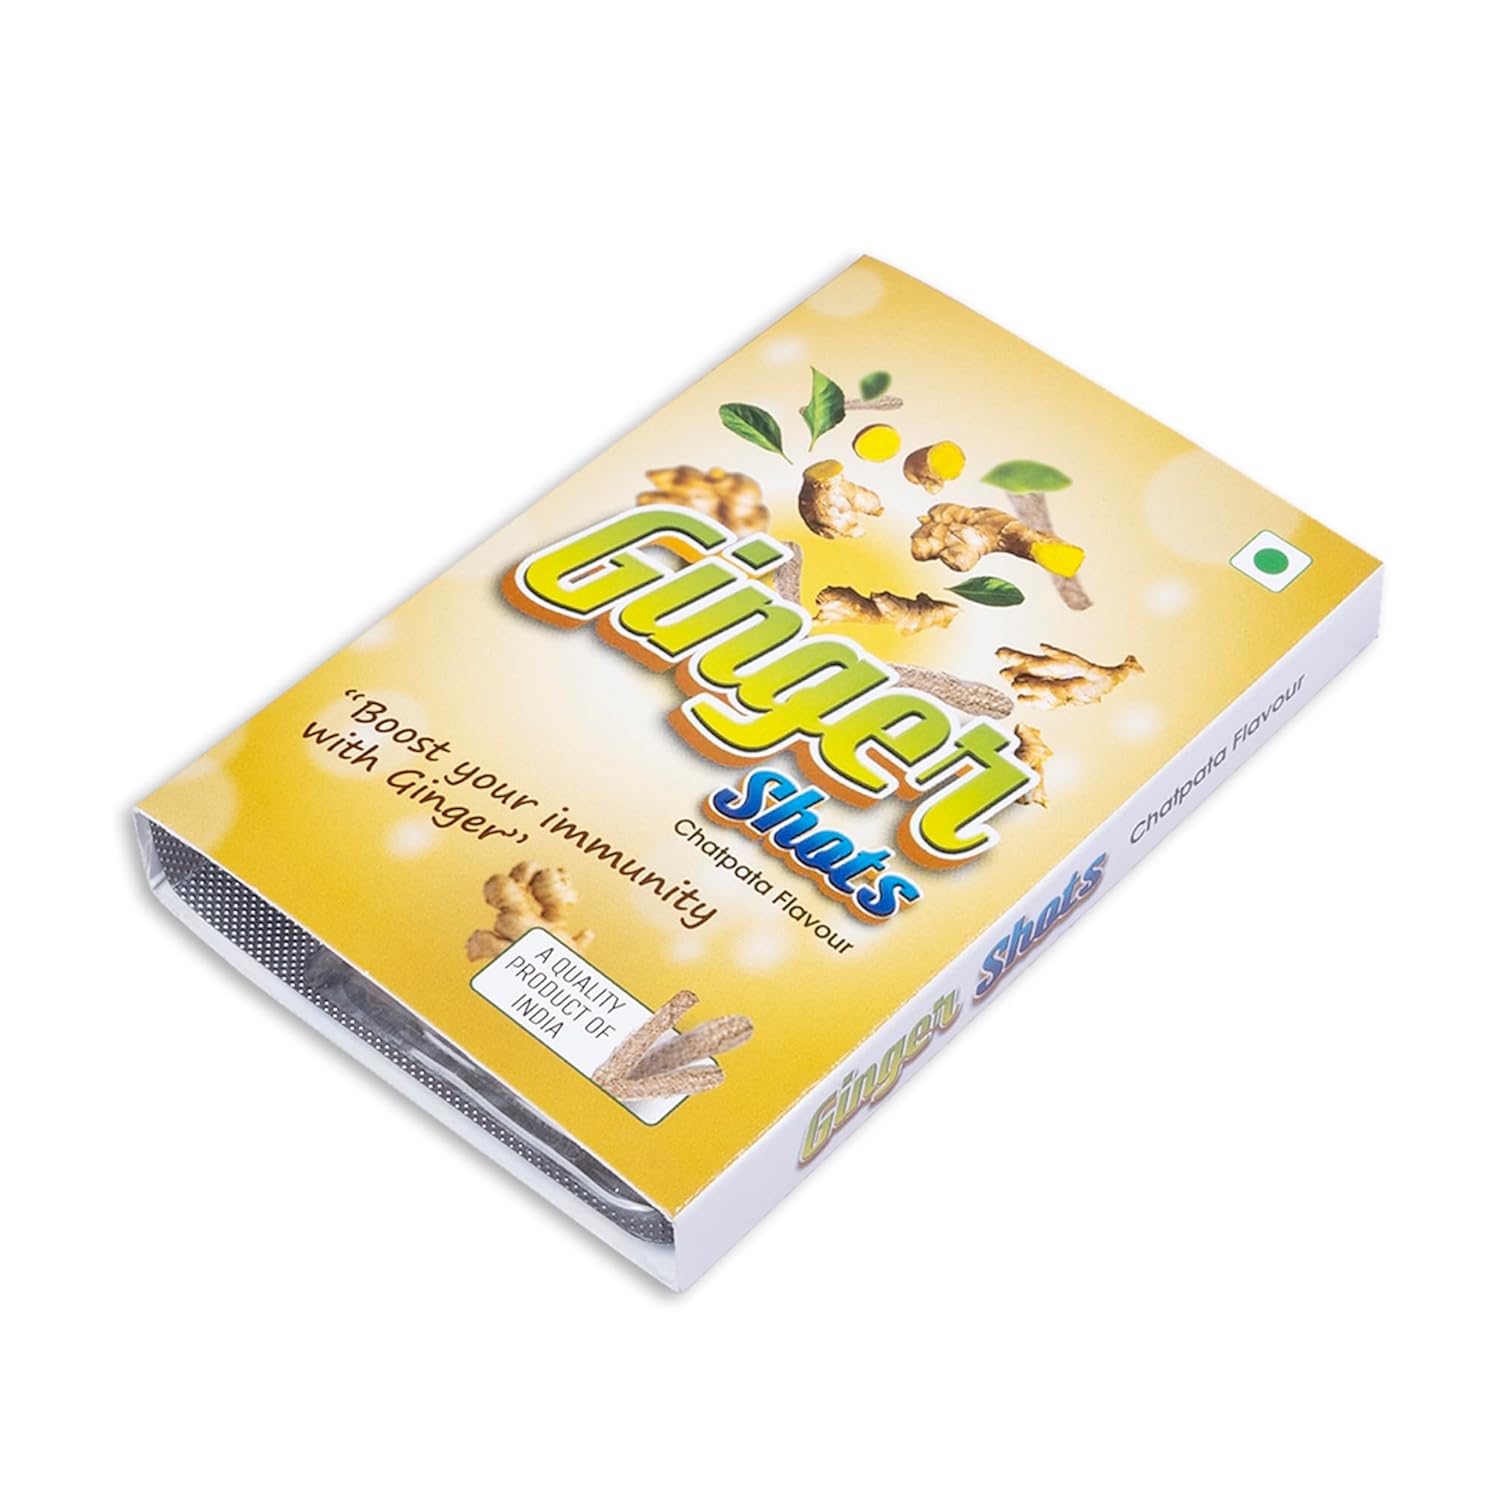 Ginger
Shots
Chatpata Flavour
“Boost your immunity
with Ginger”
A QUALITY
PRODUCT OF
INDIA
Ginger Shots Chatpata Flavour